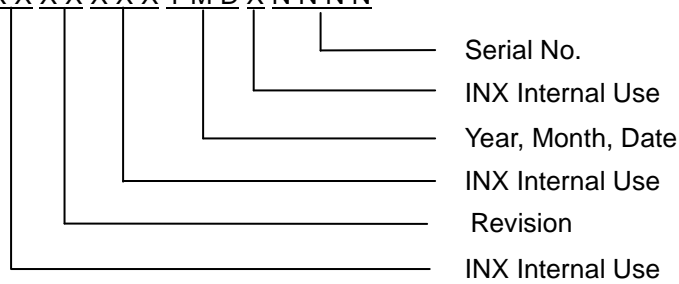 X X X X X X X Y M D X N N N N
Serial No.
INX Internal Use
Year, Month, Date
INX Internal Use
Revision
INX Internal Use